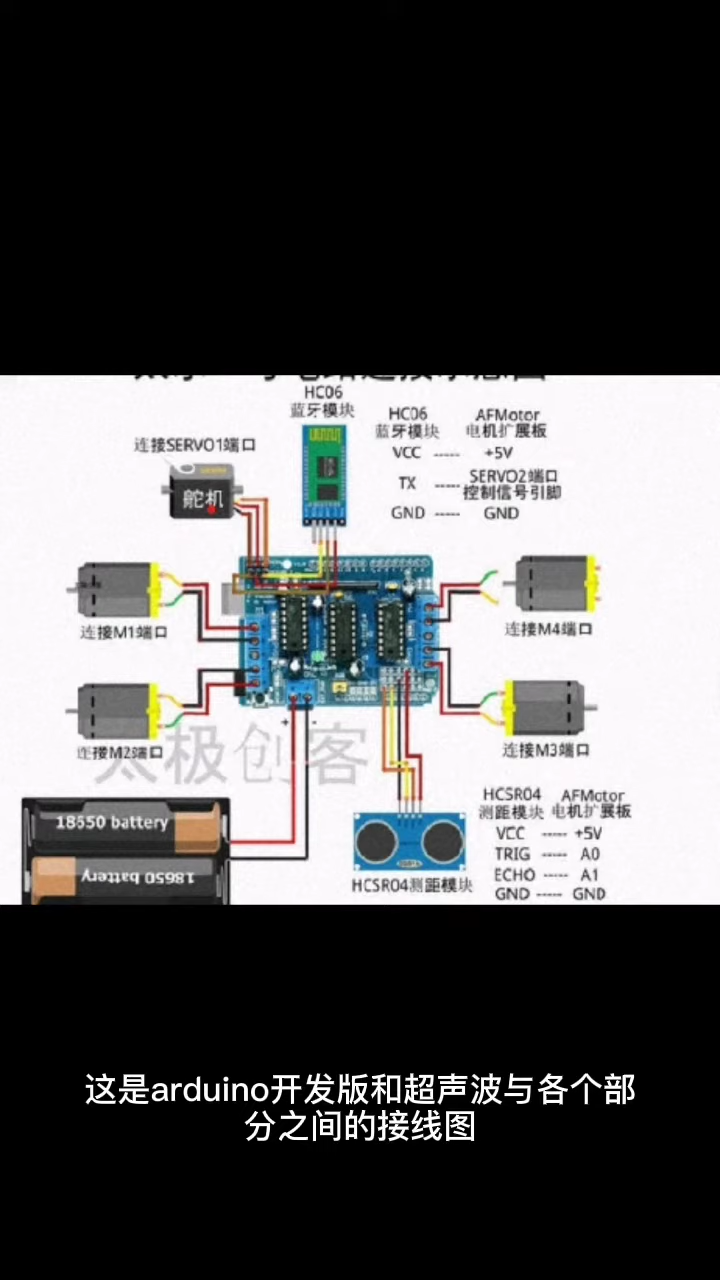 HC06
蓝牙模块
HC06 AFMotor
蓝牙模块 电机扩展板
连接SERVO1端口
VCC ----- +5V
舵机
TX ----- SERVO2端口
控制信号引脚
GND ----- GND
连接M1端口
连接M4端口
连接M2端口
连接M3端口
+ -
太极创客
18650 battery
18650 battery
HCSR04 AFMotor
测距模块 电机扩展板
VCC ----- +5V
TRIG ----- A0
ECHO ----- A1
GND ----- GND
HCSR04测距模块
这是arduino开发版和超声波与各个部
分之间的接线图